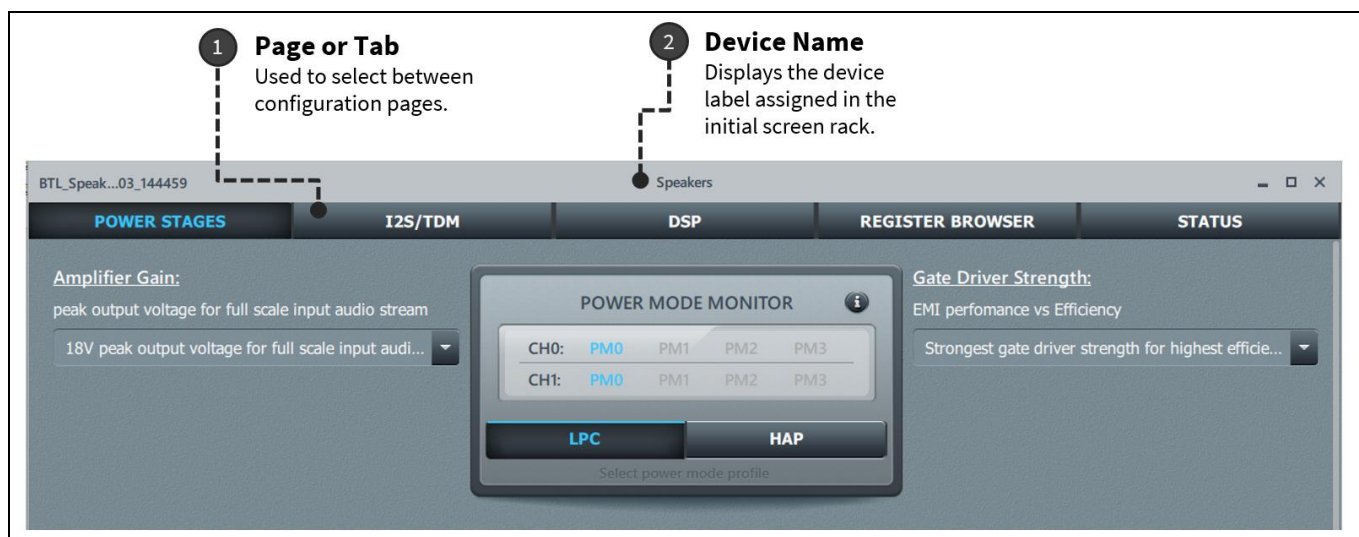 1 Page or Tab
Used to select between
configuration pages.
2 Device Name
Displays the device
label assigned in the
initial screen rack.
BTL_Speak...03_144459 Speakers
POWER STAGES I2S/TDM DSP REGISTER BROWSER STATUS
Amplifier Gain:
peak output voltage for full scale input audio stream
18V peak output voltage for full scale input audi...
POWER MODE MONITOR i
CH0: PM0 PM1 PM2 PM3
CH1: PM0 PM1 PM2 PM3
LPC HAP
Select power mode profile
Gate Driver Strength:
EMI perfomance vs Efficiency
Strongest gate driver strength for highest efficie...